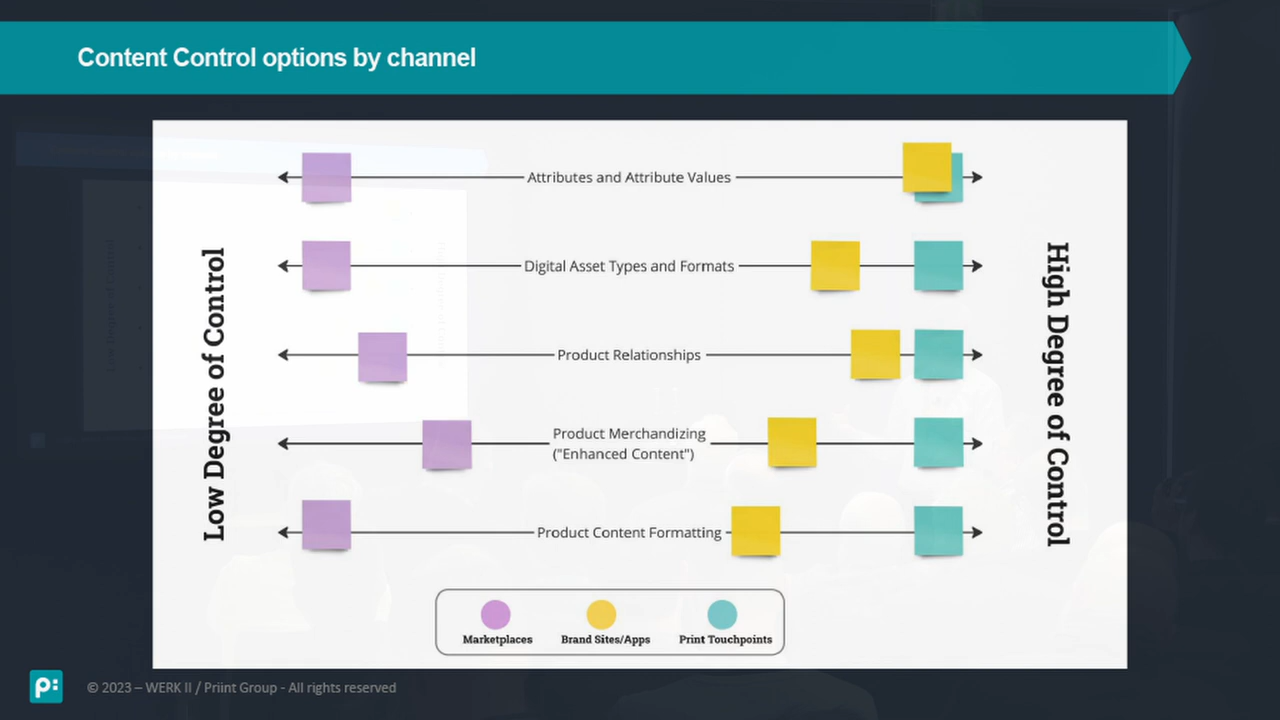 Content Control options by channel
Attributes and Attribute Values
Digital Asset Types and Formats
Product Relationships
Product Merchandizing
("Enhanced Content")
Product Content Formatting
Low Degree of Control
High Degree of Control
Marketplaces
Brand Sites/Apps
Print Touchpoints
p:
© 2023 – WERK II / Priint Group - All rights reserved